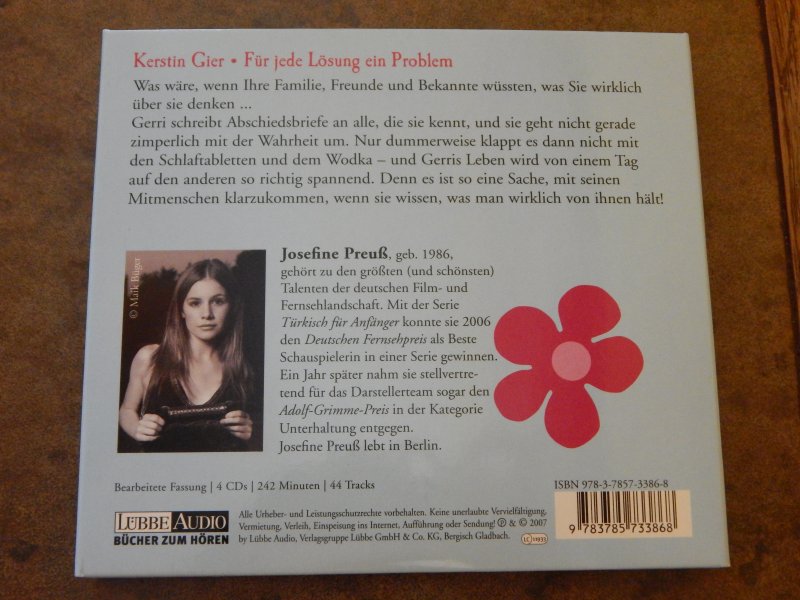 Kerstin Gier • Für jede Lösung ein Problem
Was wäre, wenn Ihre Familie, Freunde und Bekannte wüssten, was Sie wirklich
über sie denken ...
Gerri schreibt Abschiedsbriefe an alle, die sie kennt, und sie geht nicht gerade
zimperlich mit der Wahrheit um. Nur dummerweise klappt es dann nicht mit
den Schlaftabletten und dem Wodka – und Gerris Leben wird von einem Tag
auf den anderen so richtig spannend. Denn es ist so eine Sache, mit seinen
Mitmenschen klarzukommen, wenn sie wissen, was man wirklich von ihnen hält!
© Maik Büger
Josefine Preuß, geb. 1986,
gehört zu den größten (und schönsten)
Talenten der deutschen Film- und
Fernsehlandschaft. Mit der Serie
Türkisch für Anfänger konnte sie 2006
den Deutschen Fernsehpreis als Beste
Schauspielerin in einer Serie gewinnen.
Ein Jahr später nahm sie stellvertre-
tend für das Darstellerteam sogar den
Adolf-Grimme-Preis in der Kategorie
Unterhaltung entgegen.
Josefine Preuß lebt in Berlin.
Bearbeitete Fassung | 4 CDs | 242 Minuten | 44 Tracks
ISBN 978-3-7857-3386-8
LÜBBE AUDIO
BÜCHER ZUM HÖREN
Alle Urheber- und Leistungsschutzrechte vorbehalten. Keine unerlaubte Vervielfältigung,
Vermietung, Verleih, Einspeisung ins Internet, Aufführung oder Sendung! ℗ & © 2007
by Lübbe Audio, Verlagsgruppe Lübbe GmbH & Co. KG, Bergisch Gladbach.
LC 11933
9 783785 733868